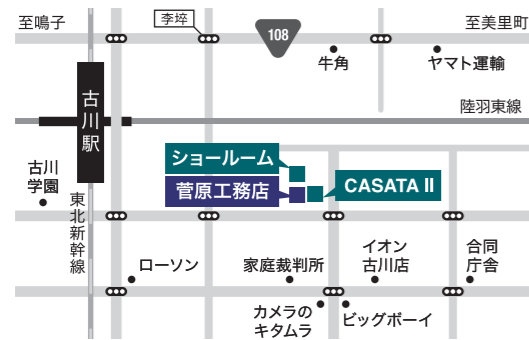 至鳴子
李埣
108
至美里町
牛角
ヤマト運輸
古川駅
陸羽東線
ショールーム
菅原工務店
CASATA II
古川
学園
東北新幹線
ローソン
家庭裁判所
イオン
古川店
合同
庁舎
カメラの
キタムラ
ビッグボーイ